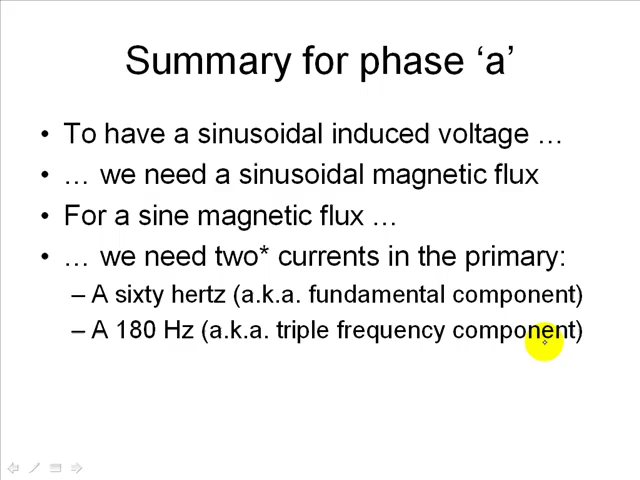 Summary for phase ‘a’
• To have a sinusoidal induced voltage …
• … we need a sinusoidal magnetic flux
• For a sine magnetic flux …
• … we need two* currents in the primary:
– A sixty hertz (a.k.a. fundamental component)
– A 180 Hz (a.k.a. triple frequency component)